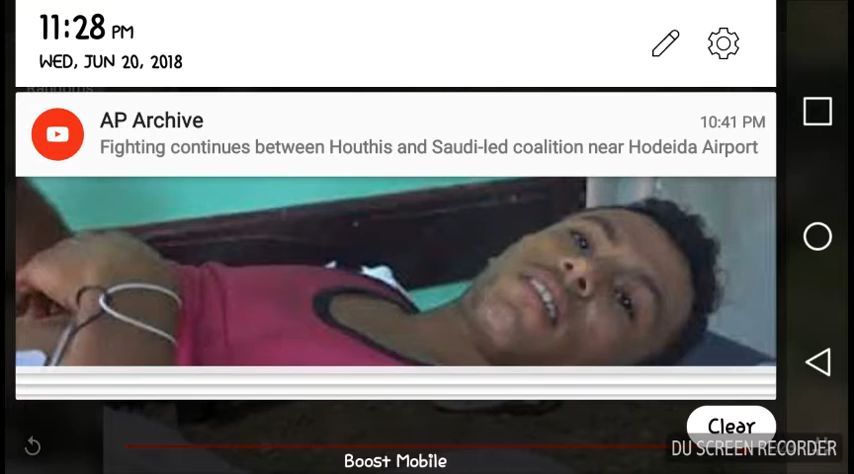 11:28 PM
WED, JUN 20, 2018
Randoms
AP Archive
10:41 PM
Fighting continues between Houthis and Saudi-led coalition near Hodeida Airport
Clear
DU SCREEN RECORDER
Boost Mobile